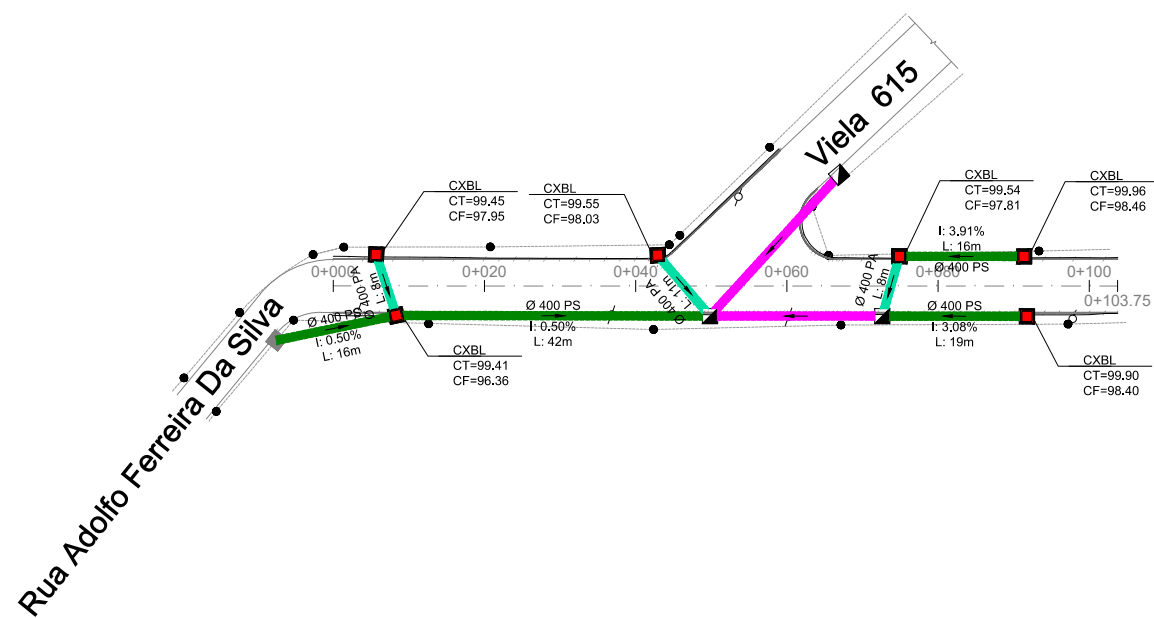 Viela 615
Rua Adolfo Ferreira Da Silva
CXBL
CT=99.45
CF=97.95
CXBL
CT=99.55
CF=98.03
CXBL
CT=99.54
CF=97.81
CXBL
CT=99.96
CF=98.46
I: 3.91%
L: 16m
Ø 400 PS
0+000
0+020
0+040
0+060
0+080
0+100
0+103.75
Ø 400 PA
L: 8m
Ø 400 PA
L: 11m
Ø 400 PA
L: 8m
Ø 400 PS
I: 0.50%
L: 16m
Ø 400 PS
I: 0.50%
L: 42m
Ø 400 PS
I: 3.08%
L: 19m
CXBL
CT=99.41
CF=96.36
CXBL
CT=99.90
CF=98.40